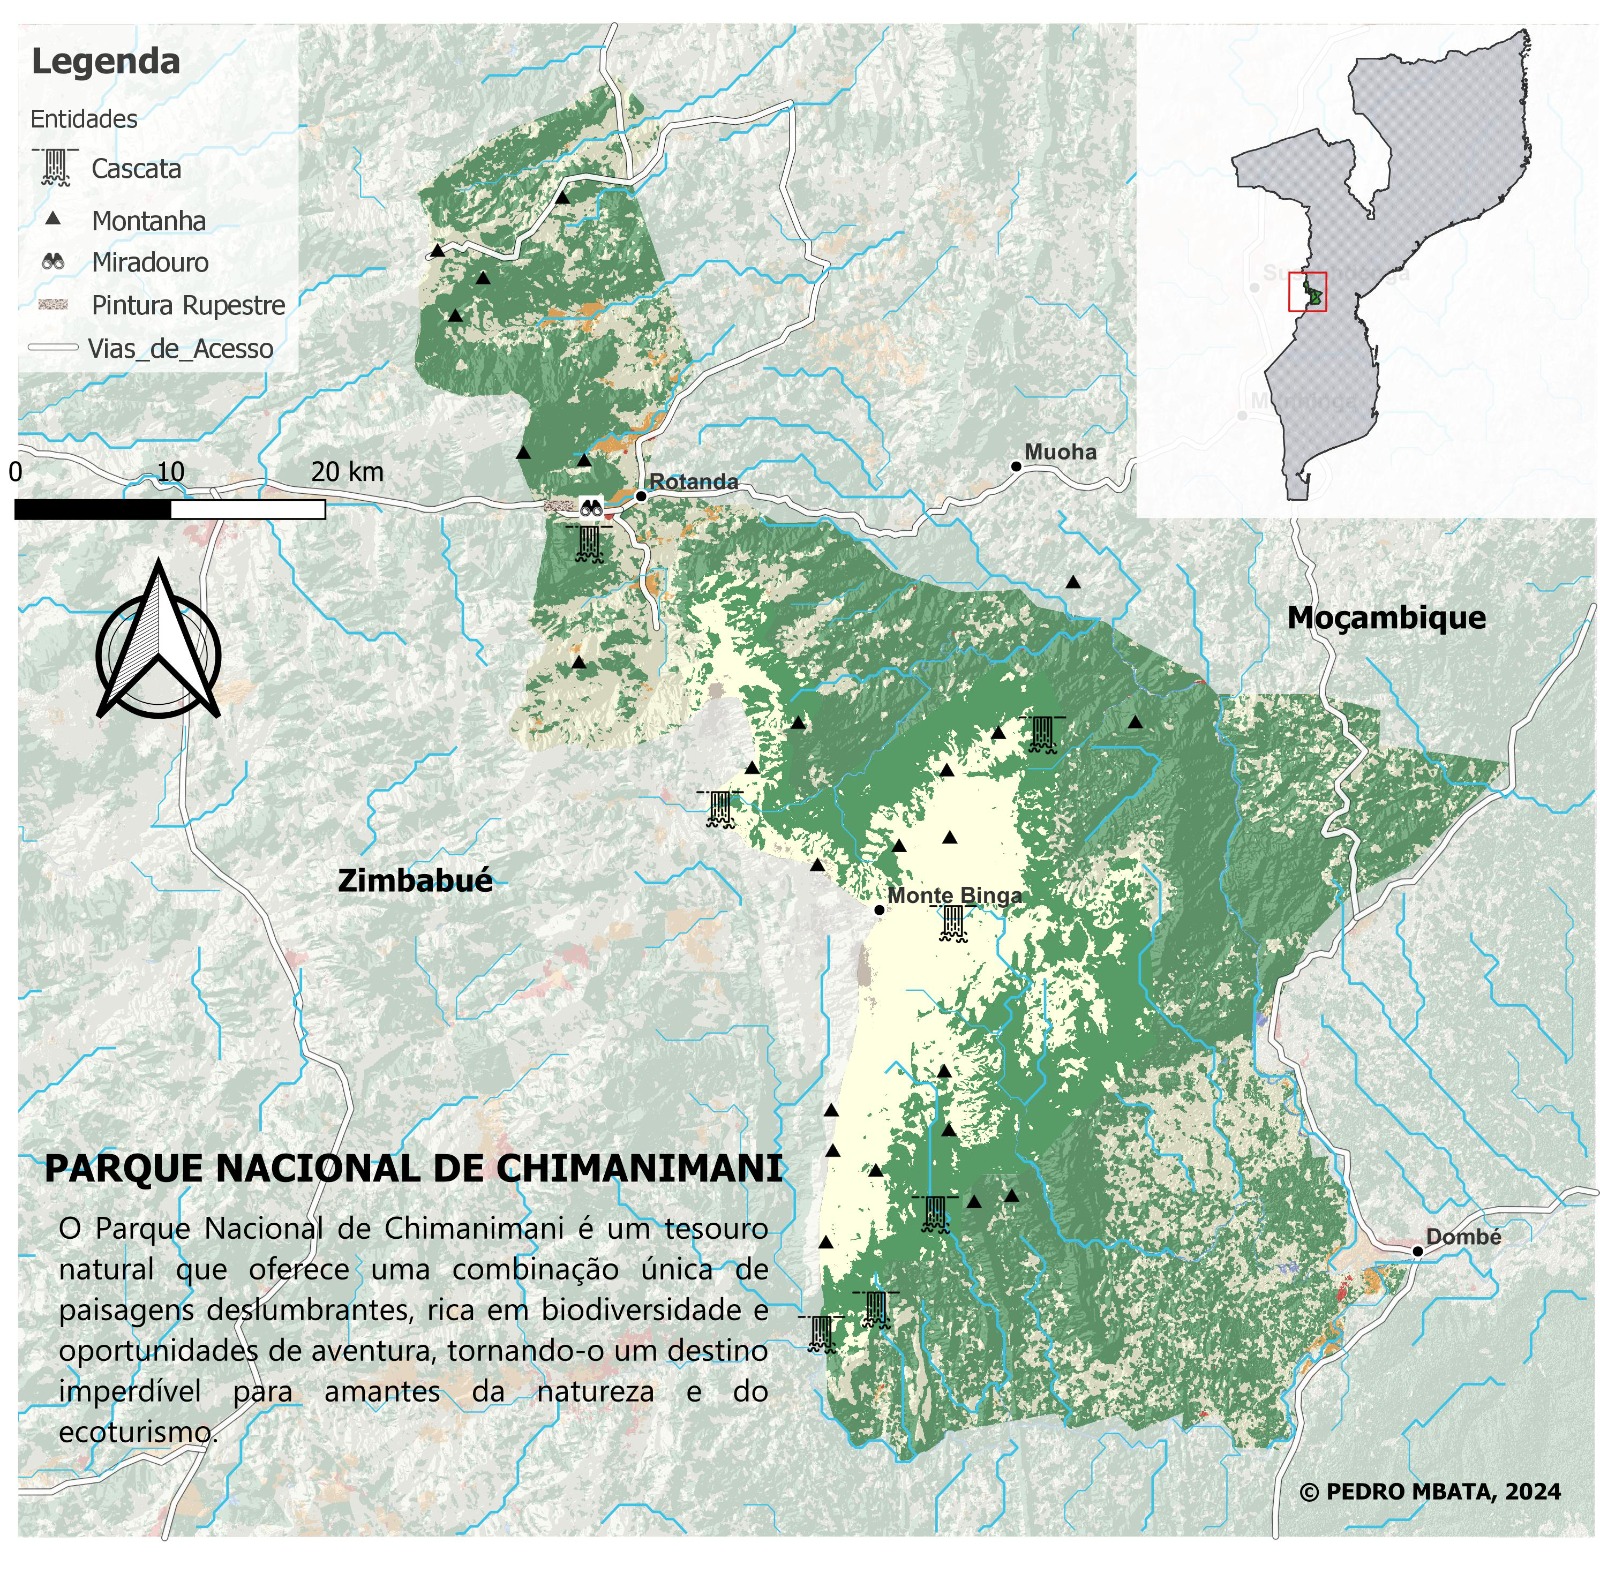 Legenda
Entidades
Cascata
Montanha
Miradouro
Pintura Rupestre
Vias_de_Acesso
0 10 20 km
Muoha
Rotanda
Moçambique
Zimbabué
Monte Binga
PARQUE NACIONAL DE CHIMANIMANI
O Parque Nacional de Chimanimani é um tesouro
natural que oferece uma combinação única de
paisagens deslumbrantes, rica em biodiversidade e
oportunidades de aventura, tornando-o um destino
imperdível para amantes da natureza e do
ecoturismo.
Dombé
© PEDRO MBATA, 2024